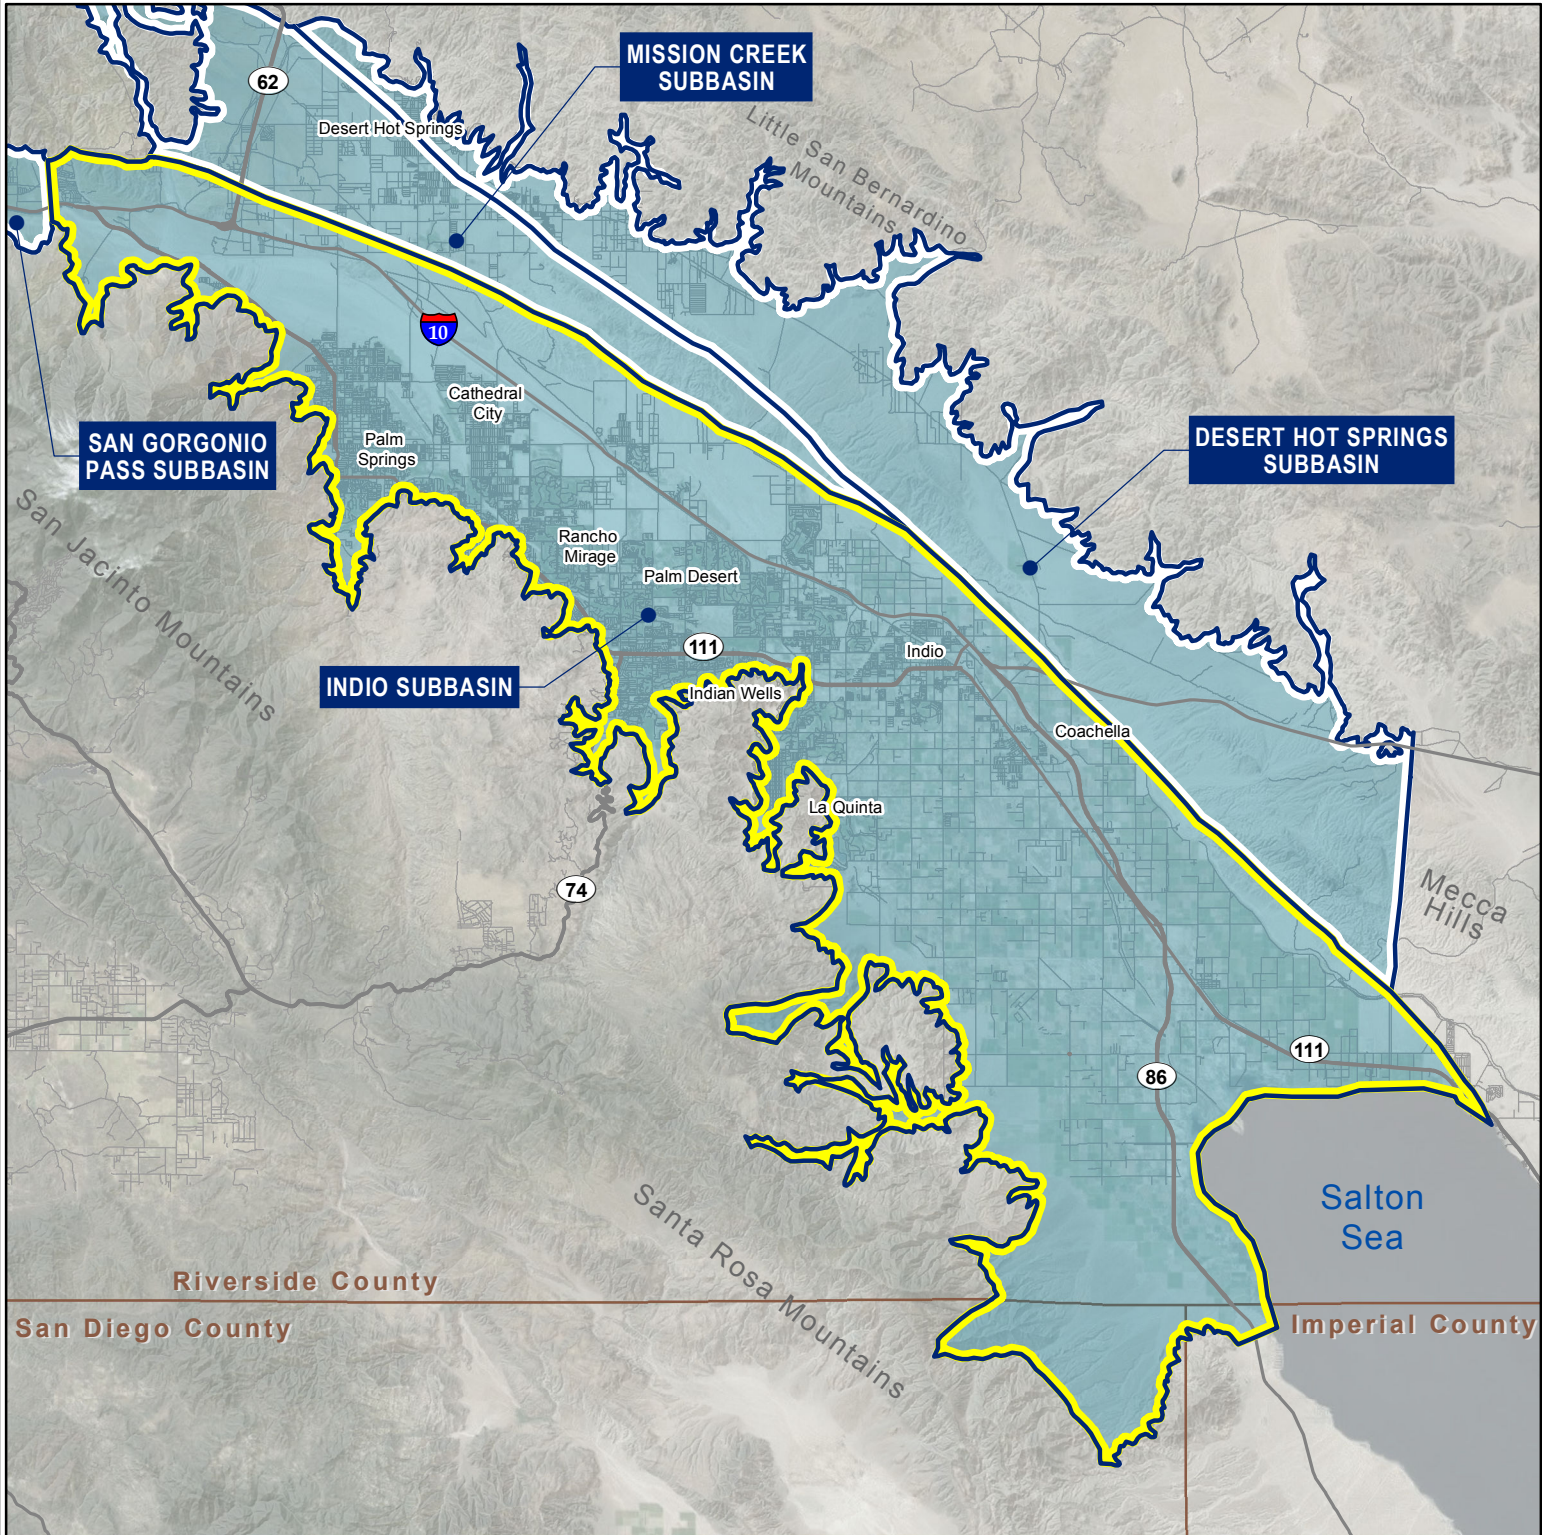 MISSION CREEK
SUBBASIN
62
Desert Hot Springs
Little San Bernardino
Mountains
10
Cathedral
City
SAN GORGONIO
PASS SUBBASIN
Palm
Springs
DESERT HOT SPRINGS
SUBBASIN
San Jacinto Mountains
Rancho
Mirage
Palm Desert
111
Indio
INDIO SUBBASIN
Indian Wells
Coachella
La Quinta
74
Mecca
Hills
111
86
Salton
Sea
Santa Rosa Mountains
Riverside County
San Diego County
Imperial County